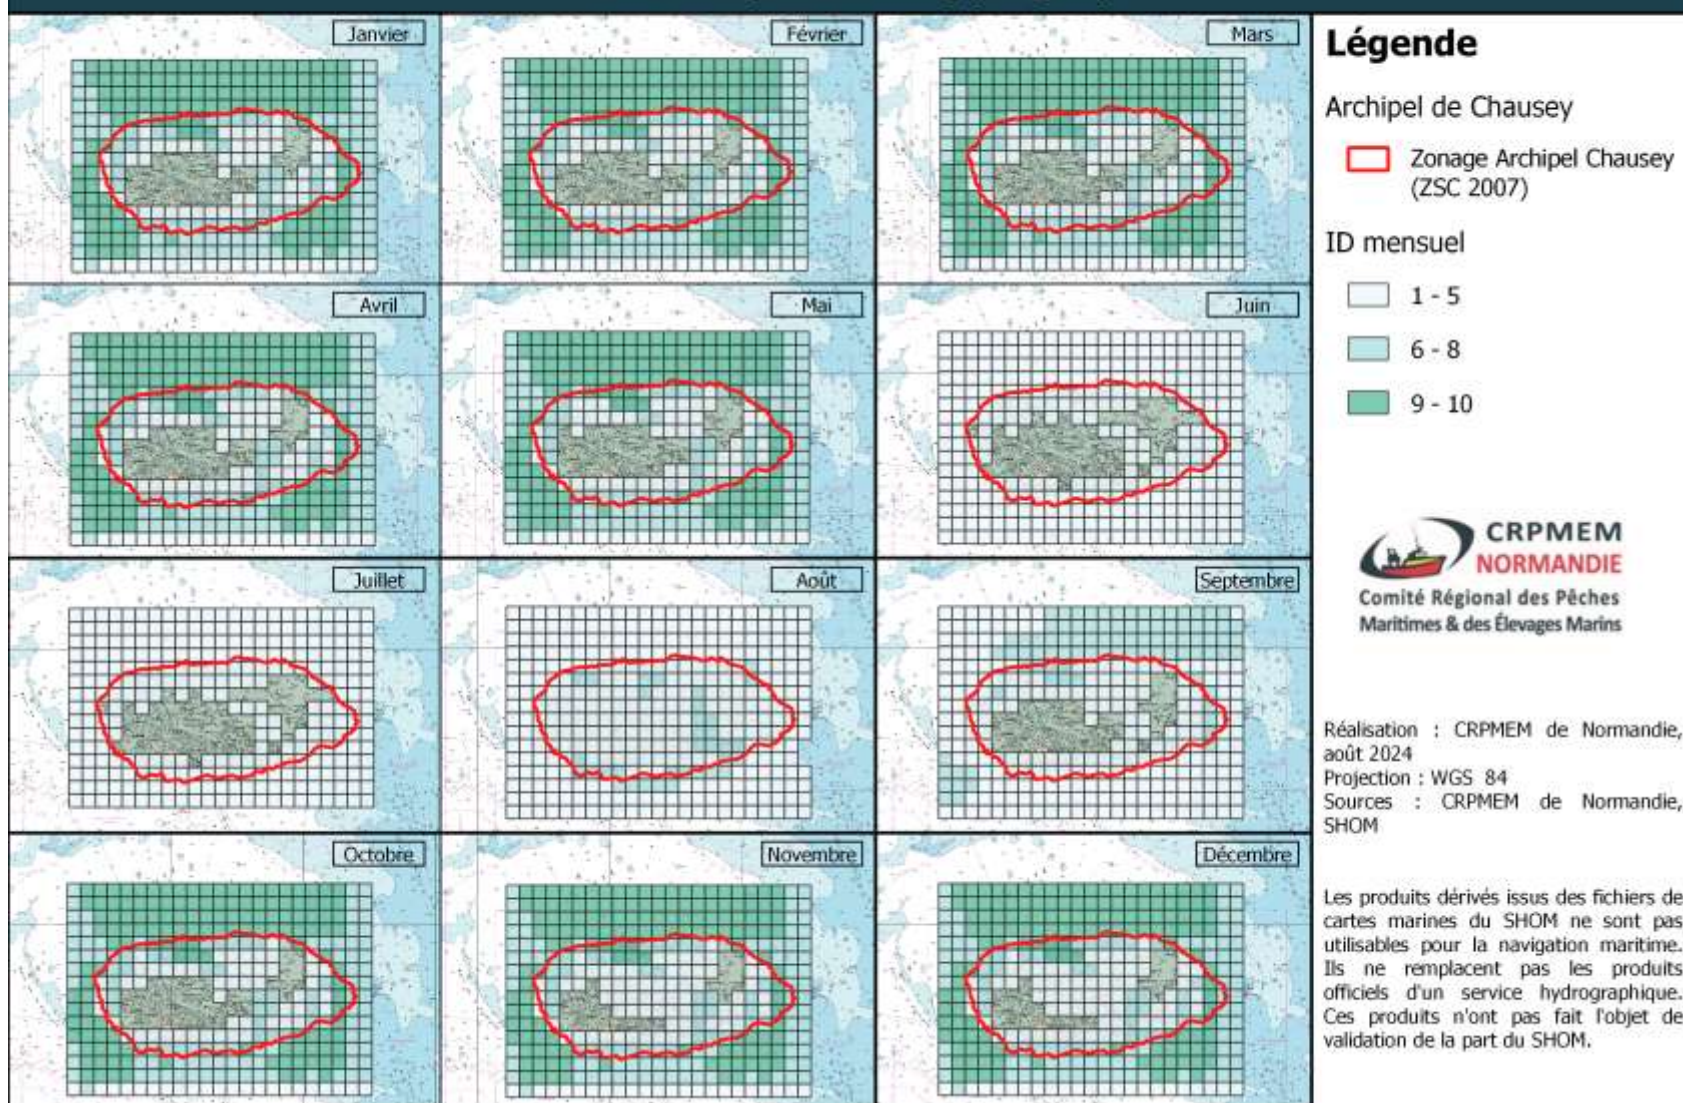 Janvier
Février
Mars
Avril
Mai
Juin
Juillet
Août
Septembre
Octobre
Novembre
Décembre
Légende
Archipel de Chausey
Zonage Archipel Chausey
(ZSC 2007)
ID mensuel
1 - 5
6 - 8
9 - 10
CRPMEM
NORMANDIE
Comité Régional des Pêches
Maritimes & des Élevages Marins
Réalisation : CRPMEM de Normandie,
août 2024
Projection : WGS 84
Sources : CRPMEM de Normandie,
SHOM
Les produits dérivés issus des fichiers de
cartes marines du SHOM ne sont pas
utilisables pour la navigation maritime.
Ils ne remplacent pas les produits
officiels d'un service hydrographique.
Ces produits n'ont pas fait l'objet de
validation de la part du SHOM.